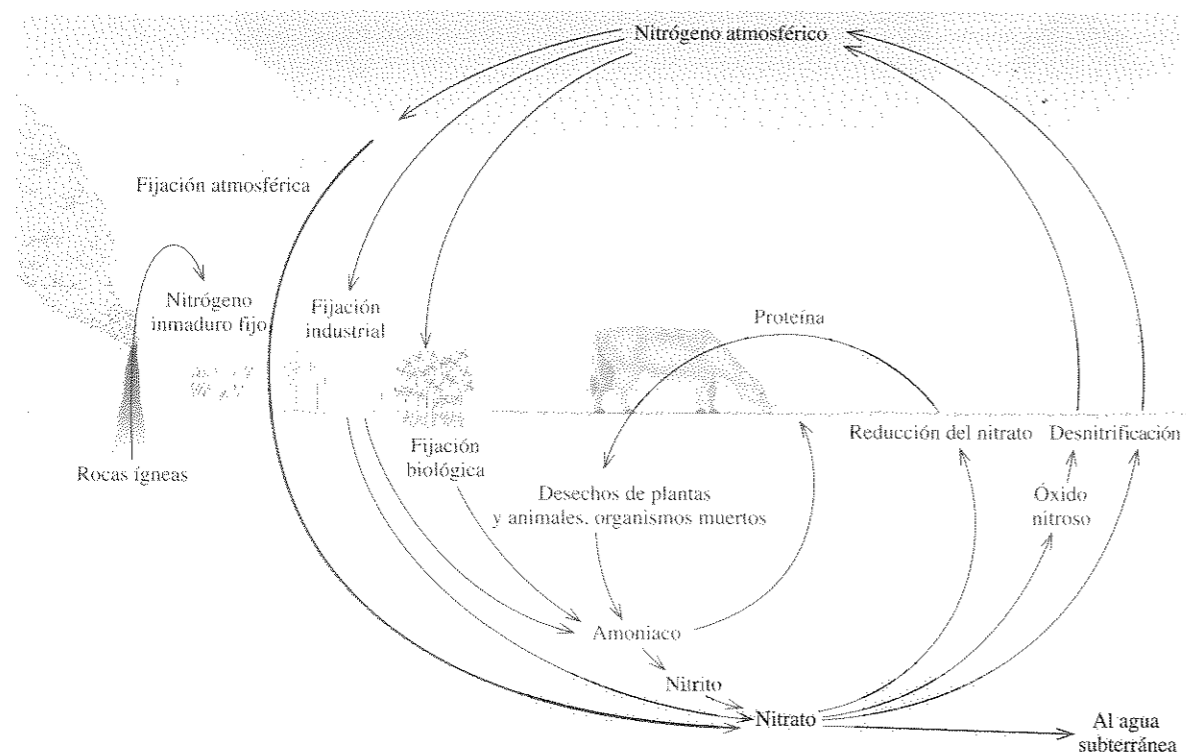 Nitrógeno atmosférico
Fijación atmosférica
Nitrógeno
inmaduro fijo
Fijación
industrial
Proteína
Fijación
biológica
Reducción del nitrato
Desnitrificación
Rocas ígneas
Desechos de plantas
y animales, organismos muertos
Óxido
nitroso
Amoniaco
Nitrito
Nitrato
Al agua
subterránea